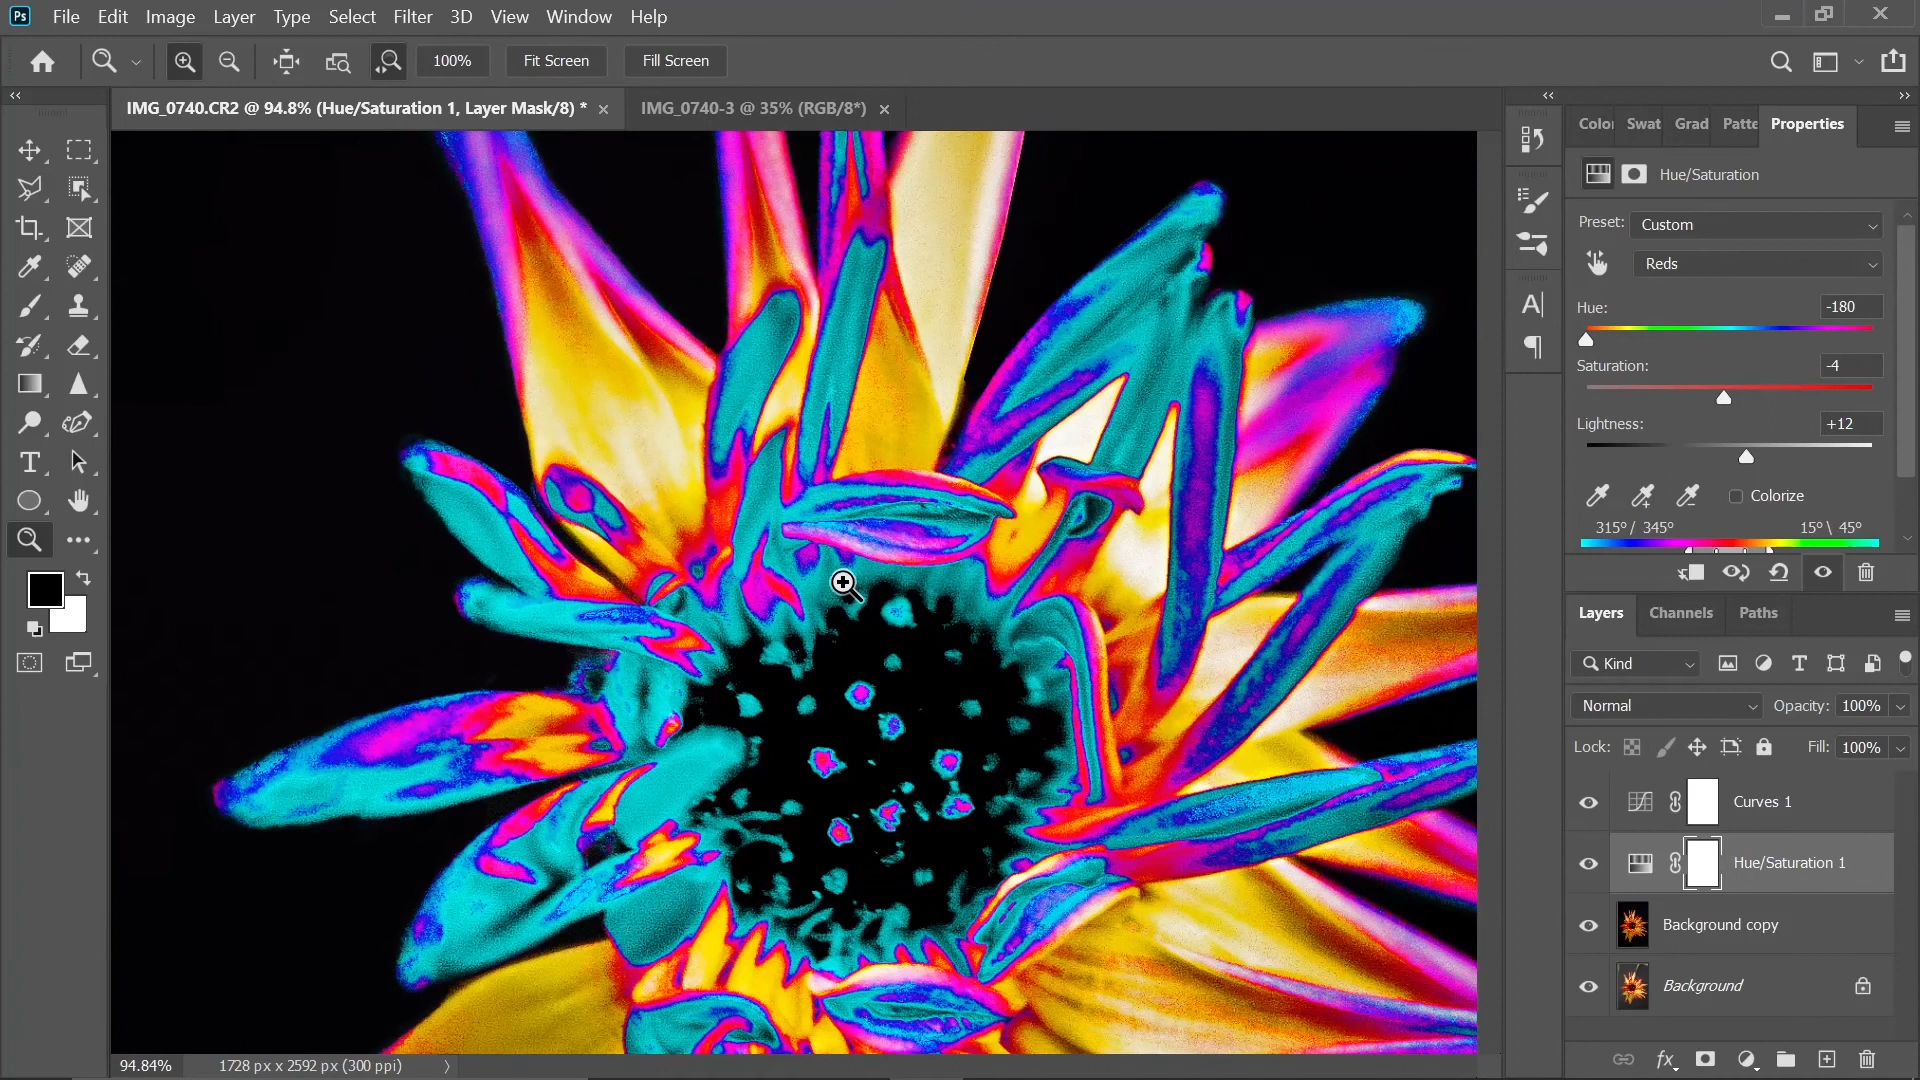 Ps File Edit Image Layer Type Select Filter 3D View Window Help
100% Fit Screen Fill Screen
IMG_0740.CR2 @ 94.8% (Hue/Saturation 1, Layer Mask/8) * × IMG_0740-3 @ 35% (RGB/8*) ×
Color Swat Grad Patte Properties
Hue/Saturation
Preset: Custom
Reds
Hue: -180
Saturation: -4
Lightness: +12
Colorize
315°/ 345° 15°\ 45°
Layers Channels Paths
Kind
Normal Opacity: 100%
Lock: Fill: 100%
Curves 1
Hue/Saturation 1
Background copy
Background
94.84% 1728 px x 2592 px (300 ppi)